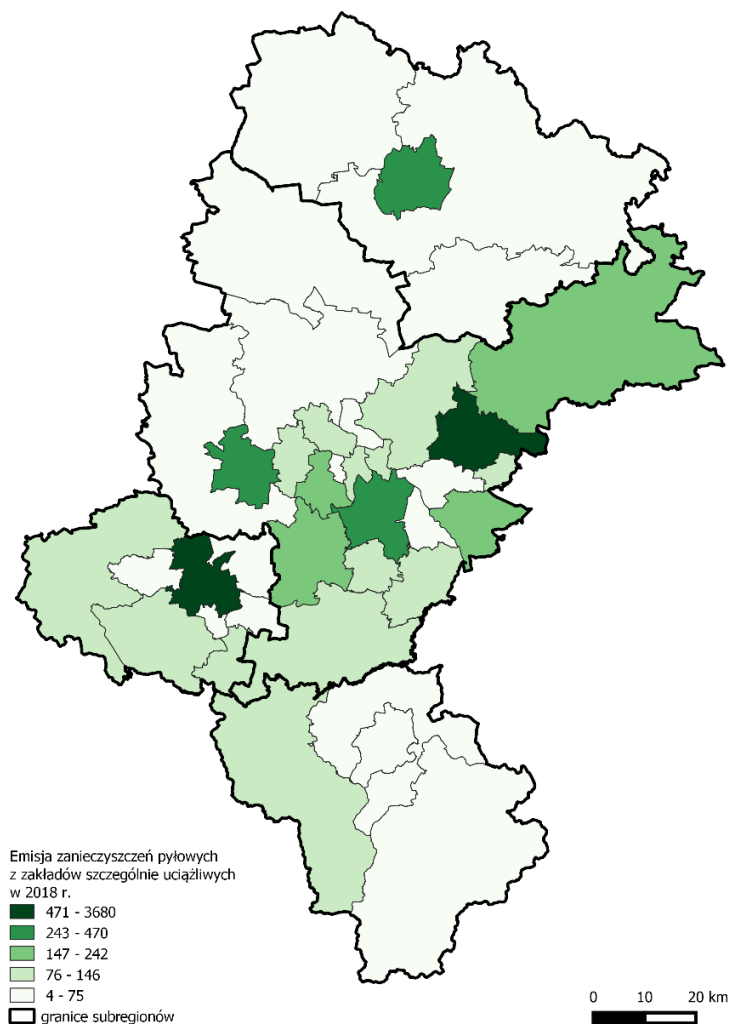 Emisja zanieczyszczeń pyłowych
z zakładów szczególnie uciążliwych
w 2018 r.
471 - 3680
243 - 470
147 - 242
76 - 146
4 - 75
granice subregionów
0 10 20 km